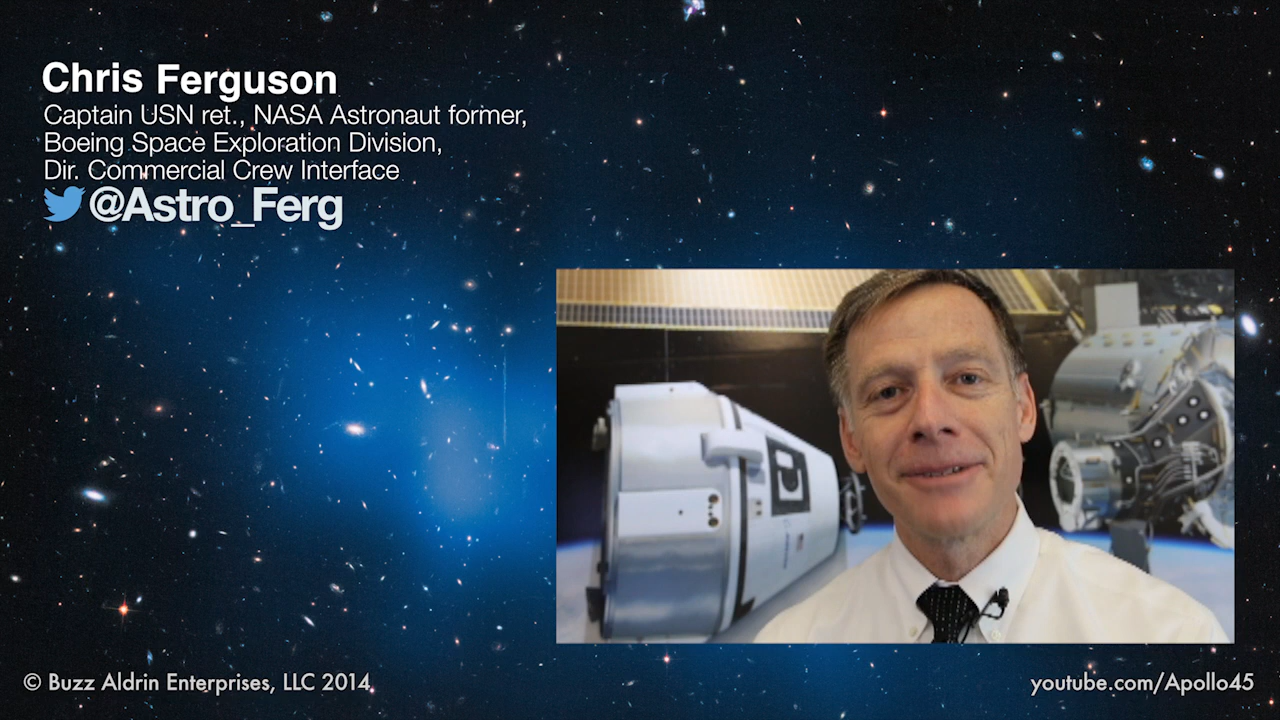 Chris Ferguson
Captain USN ret., NASA Astronaut former,
Boeing Space Exploration Division,
Dir. Commercial Crew Interface
@Astro_Ferg
© Buzz Aldrin Enterprises, LLC 2014
youtube.com/Apollo45